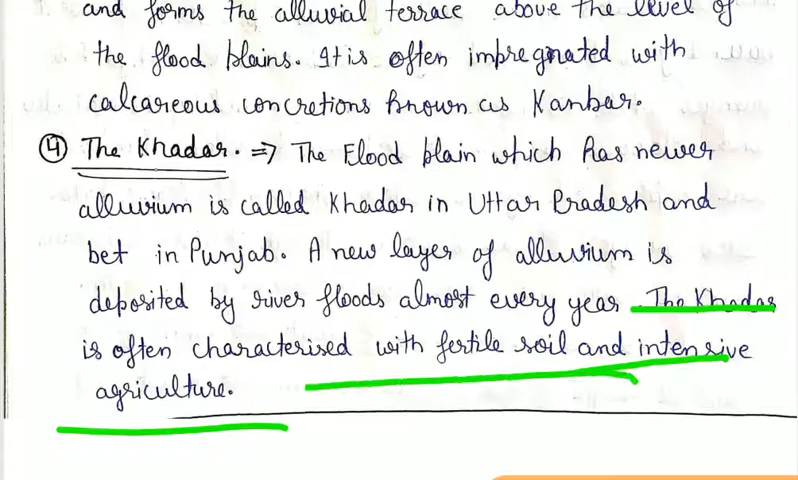 and forms the alluvial terrace above the level of
the flood blains. It is often impregnated with
calcareous concretions known as Kankar.
④ The Khadar. ⇒ The Flood blain which has newer
alluvium is called Khadar in Uttar Pradesh and
bet in Punjab. A new layer of alluvium is
deposited by river floods almost every year. The Khadar
is often characterised with fertile soil and intensive
agriculture.